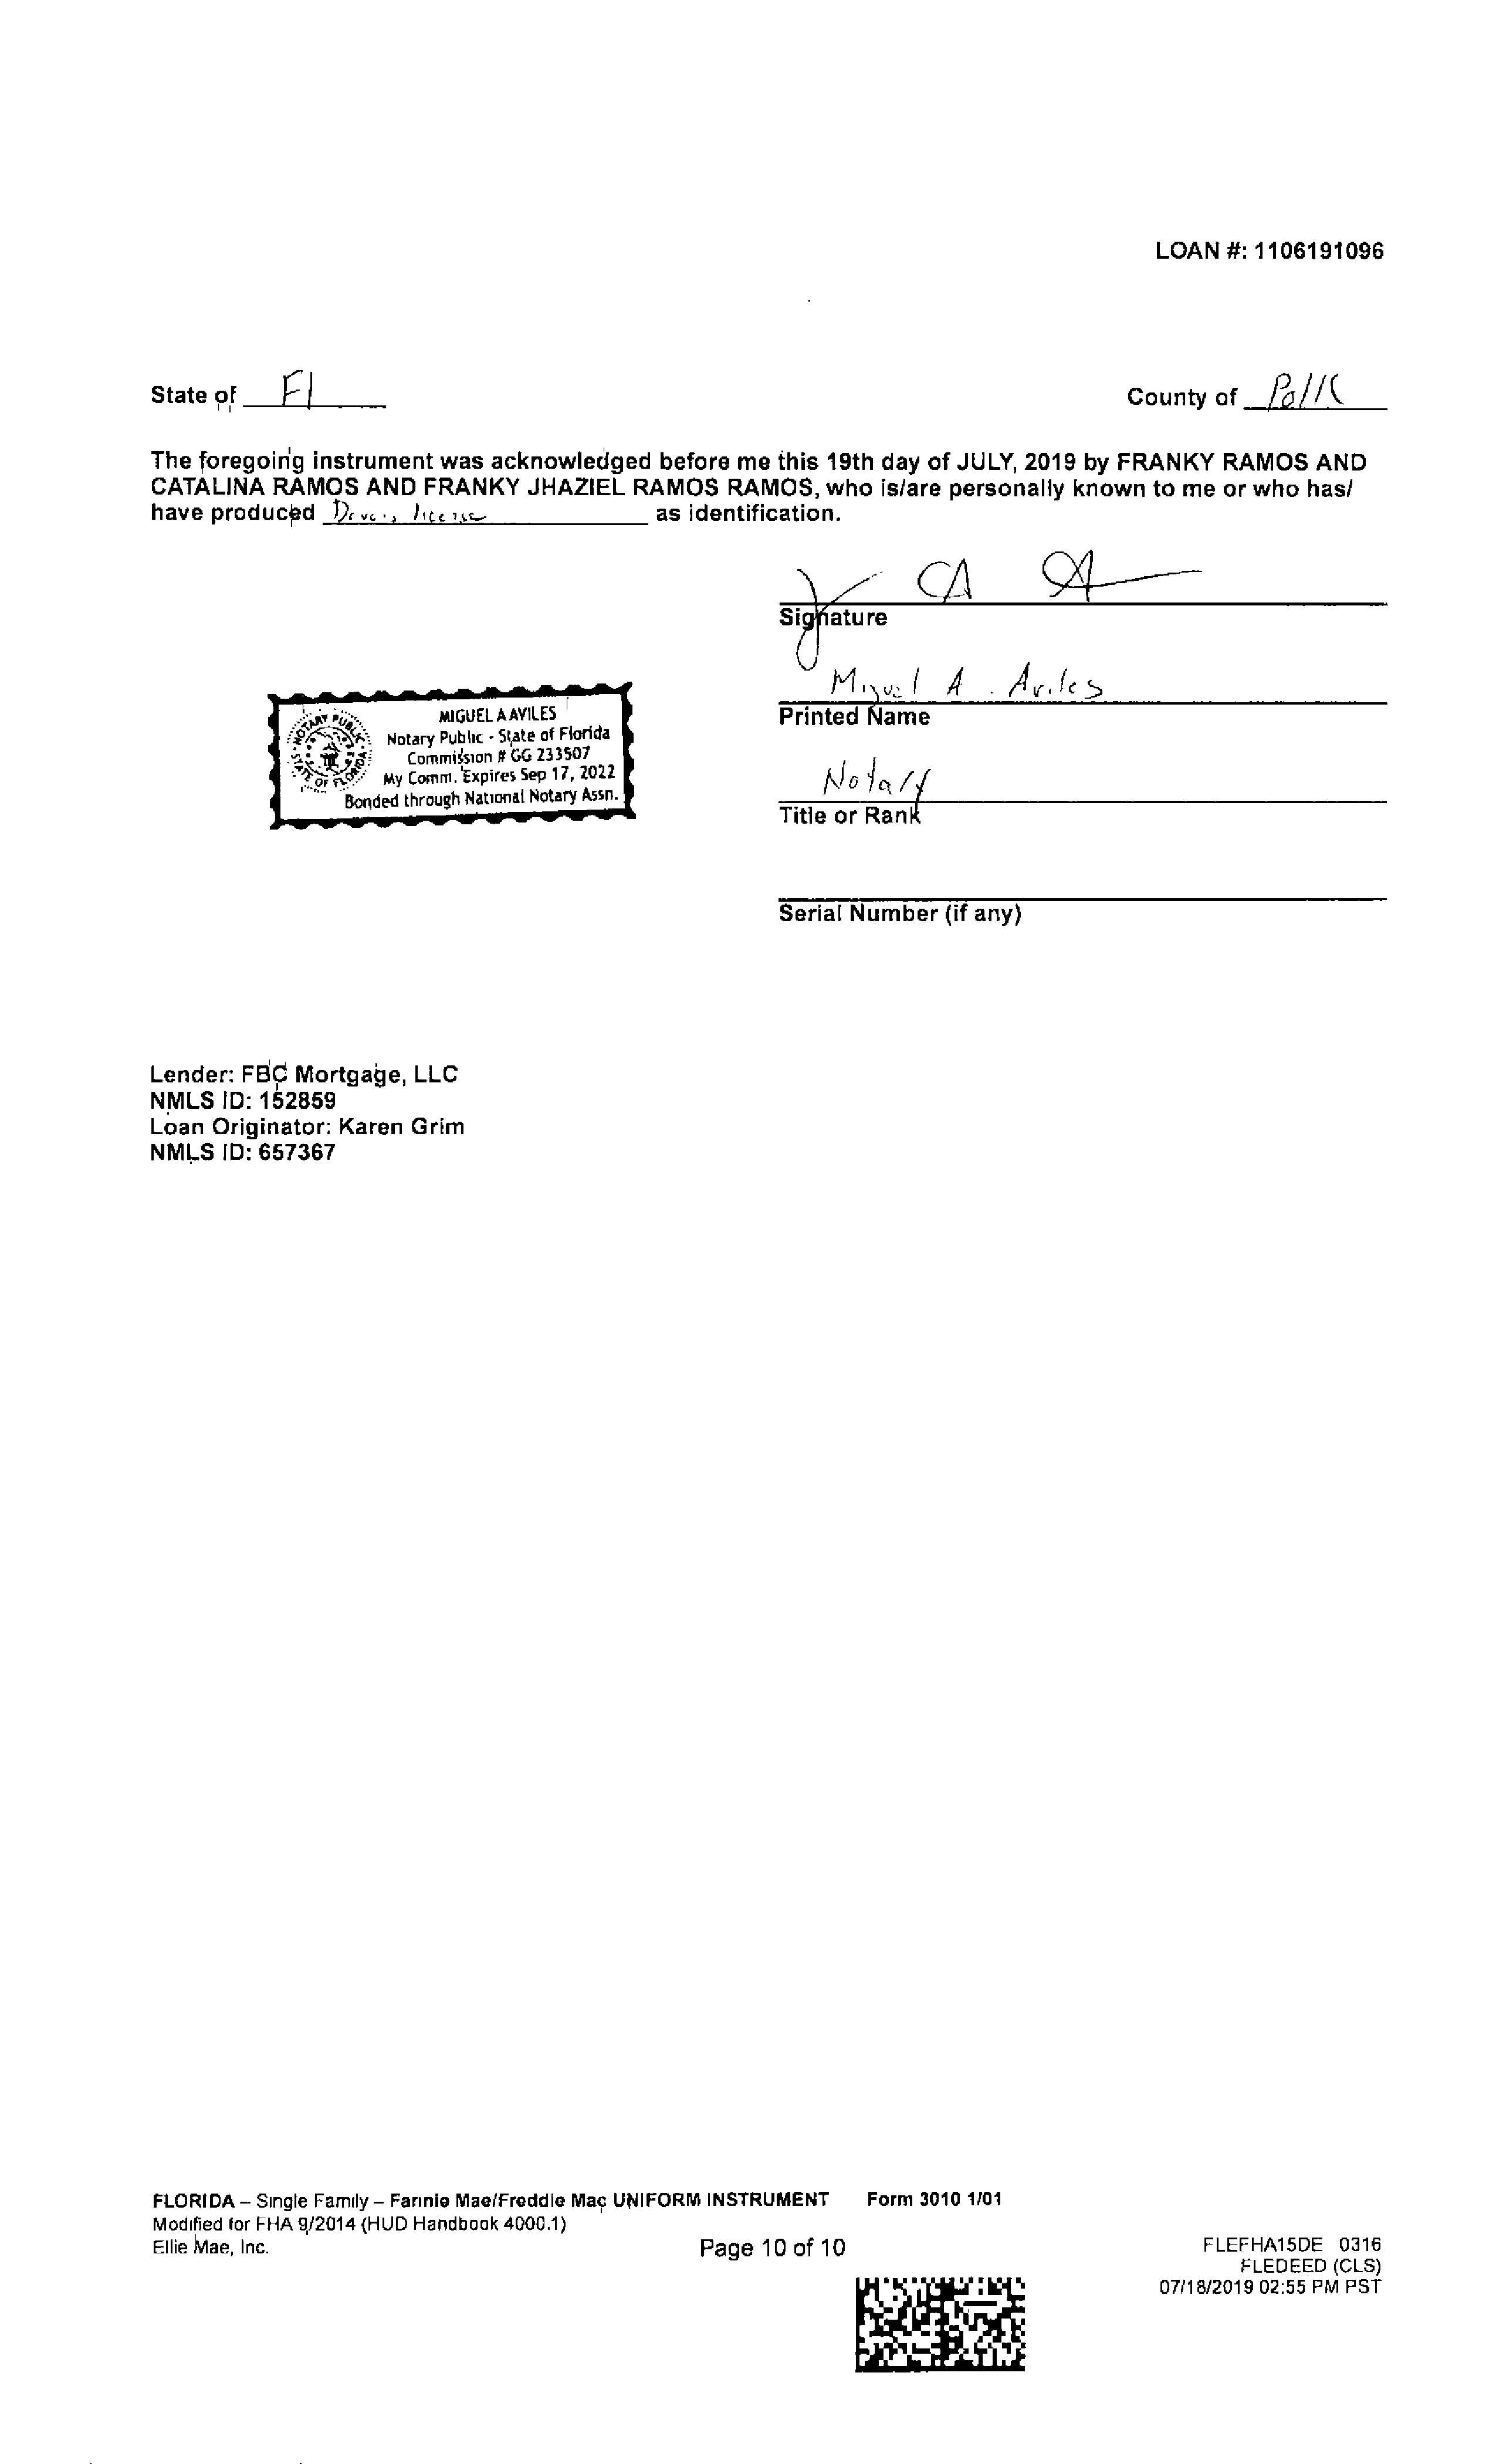 LOAN #: 1106191096
State of Fl County of Polk
The foregoing instrument was acknowledged before me this 19th day of JULY, 2019 by FRANKY RAMOS AND
CATALINA RAMOS AND FRANKY JHAZIEL RAMOS RAMOS, who is/are personally known to me or who has/
have produced Drivers license as identification.
Signature
Miguel A. Aviles
Printed Name
MIGUEL A AVILES
Notary Public - State of Florida
Commission # GG 233507
My Comm. Expires Sep 17, 2022
Bonded through National Notary Assn.
NOTARY PUBLIC
STATE OF FLORIDA
Notary
Title or Rank
Serial Number (if any)
Lender: FBC Mortgage, LLC
NMLS ID: 152859
Loan Originator: Karen Grim
NMLS ID: 657367
FLORIDA – Single Family – Fannie Mae/Freddie Mac UNIFORM INSTRUMENT Form 3010 1/01
Modified for FHA 9/2014 (HUD Handbook 4000.1)
Ellie Mae, Inc.
Page 10 of 10
FLEFHA15DE 0316
FLEDEED (CLS)
07/18/2019 02:55 PM PST